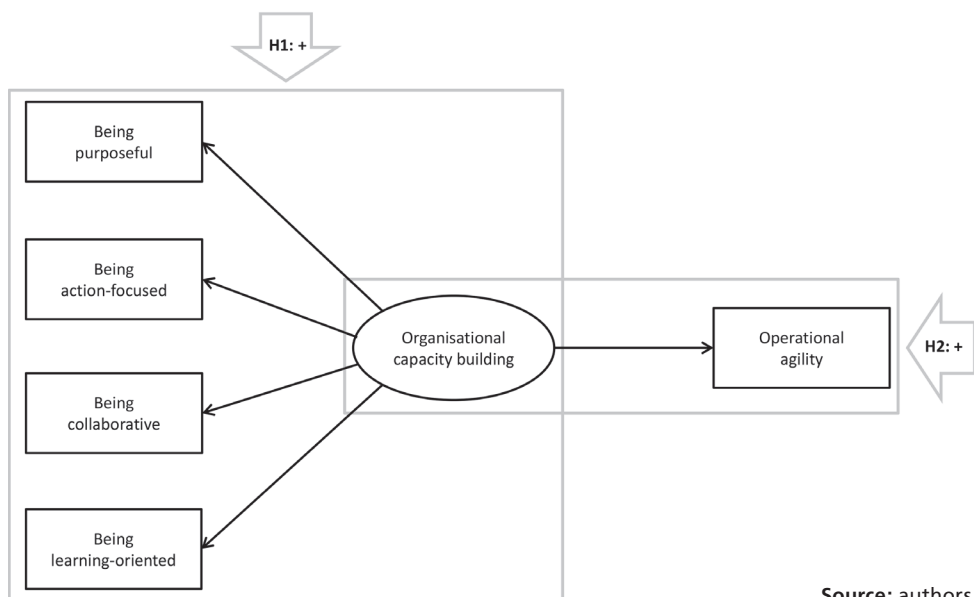 H1: +
Being
purposeful
Being
action-focused
Organisational
capacity building
Operational
agility
H2: +
Being
collaborative
Being
learning-oriented
Source: authors